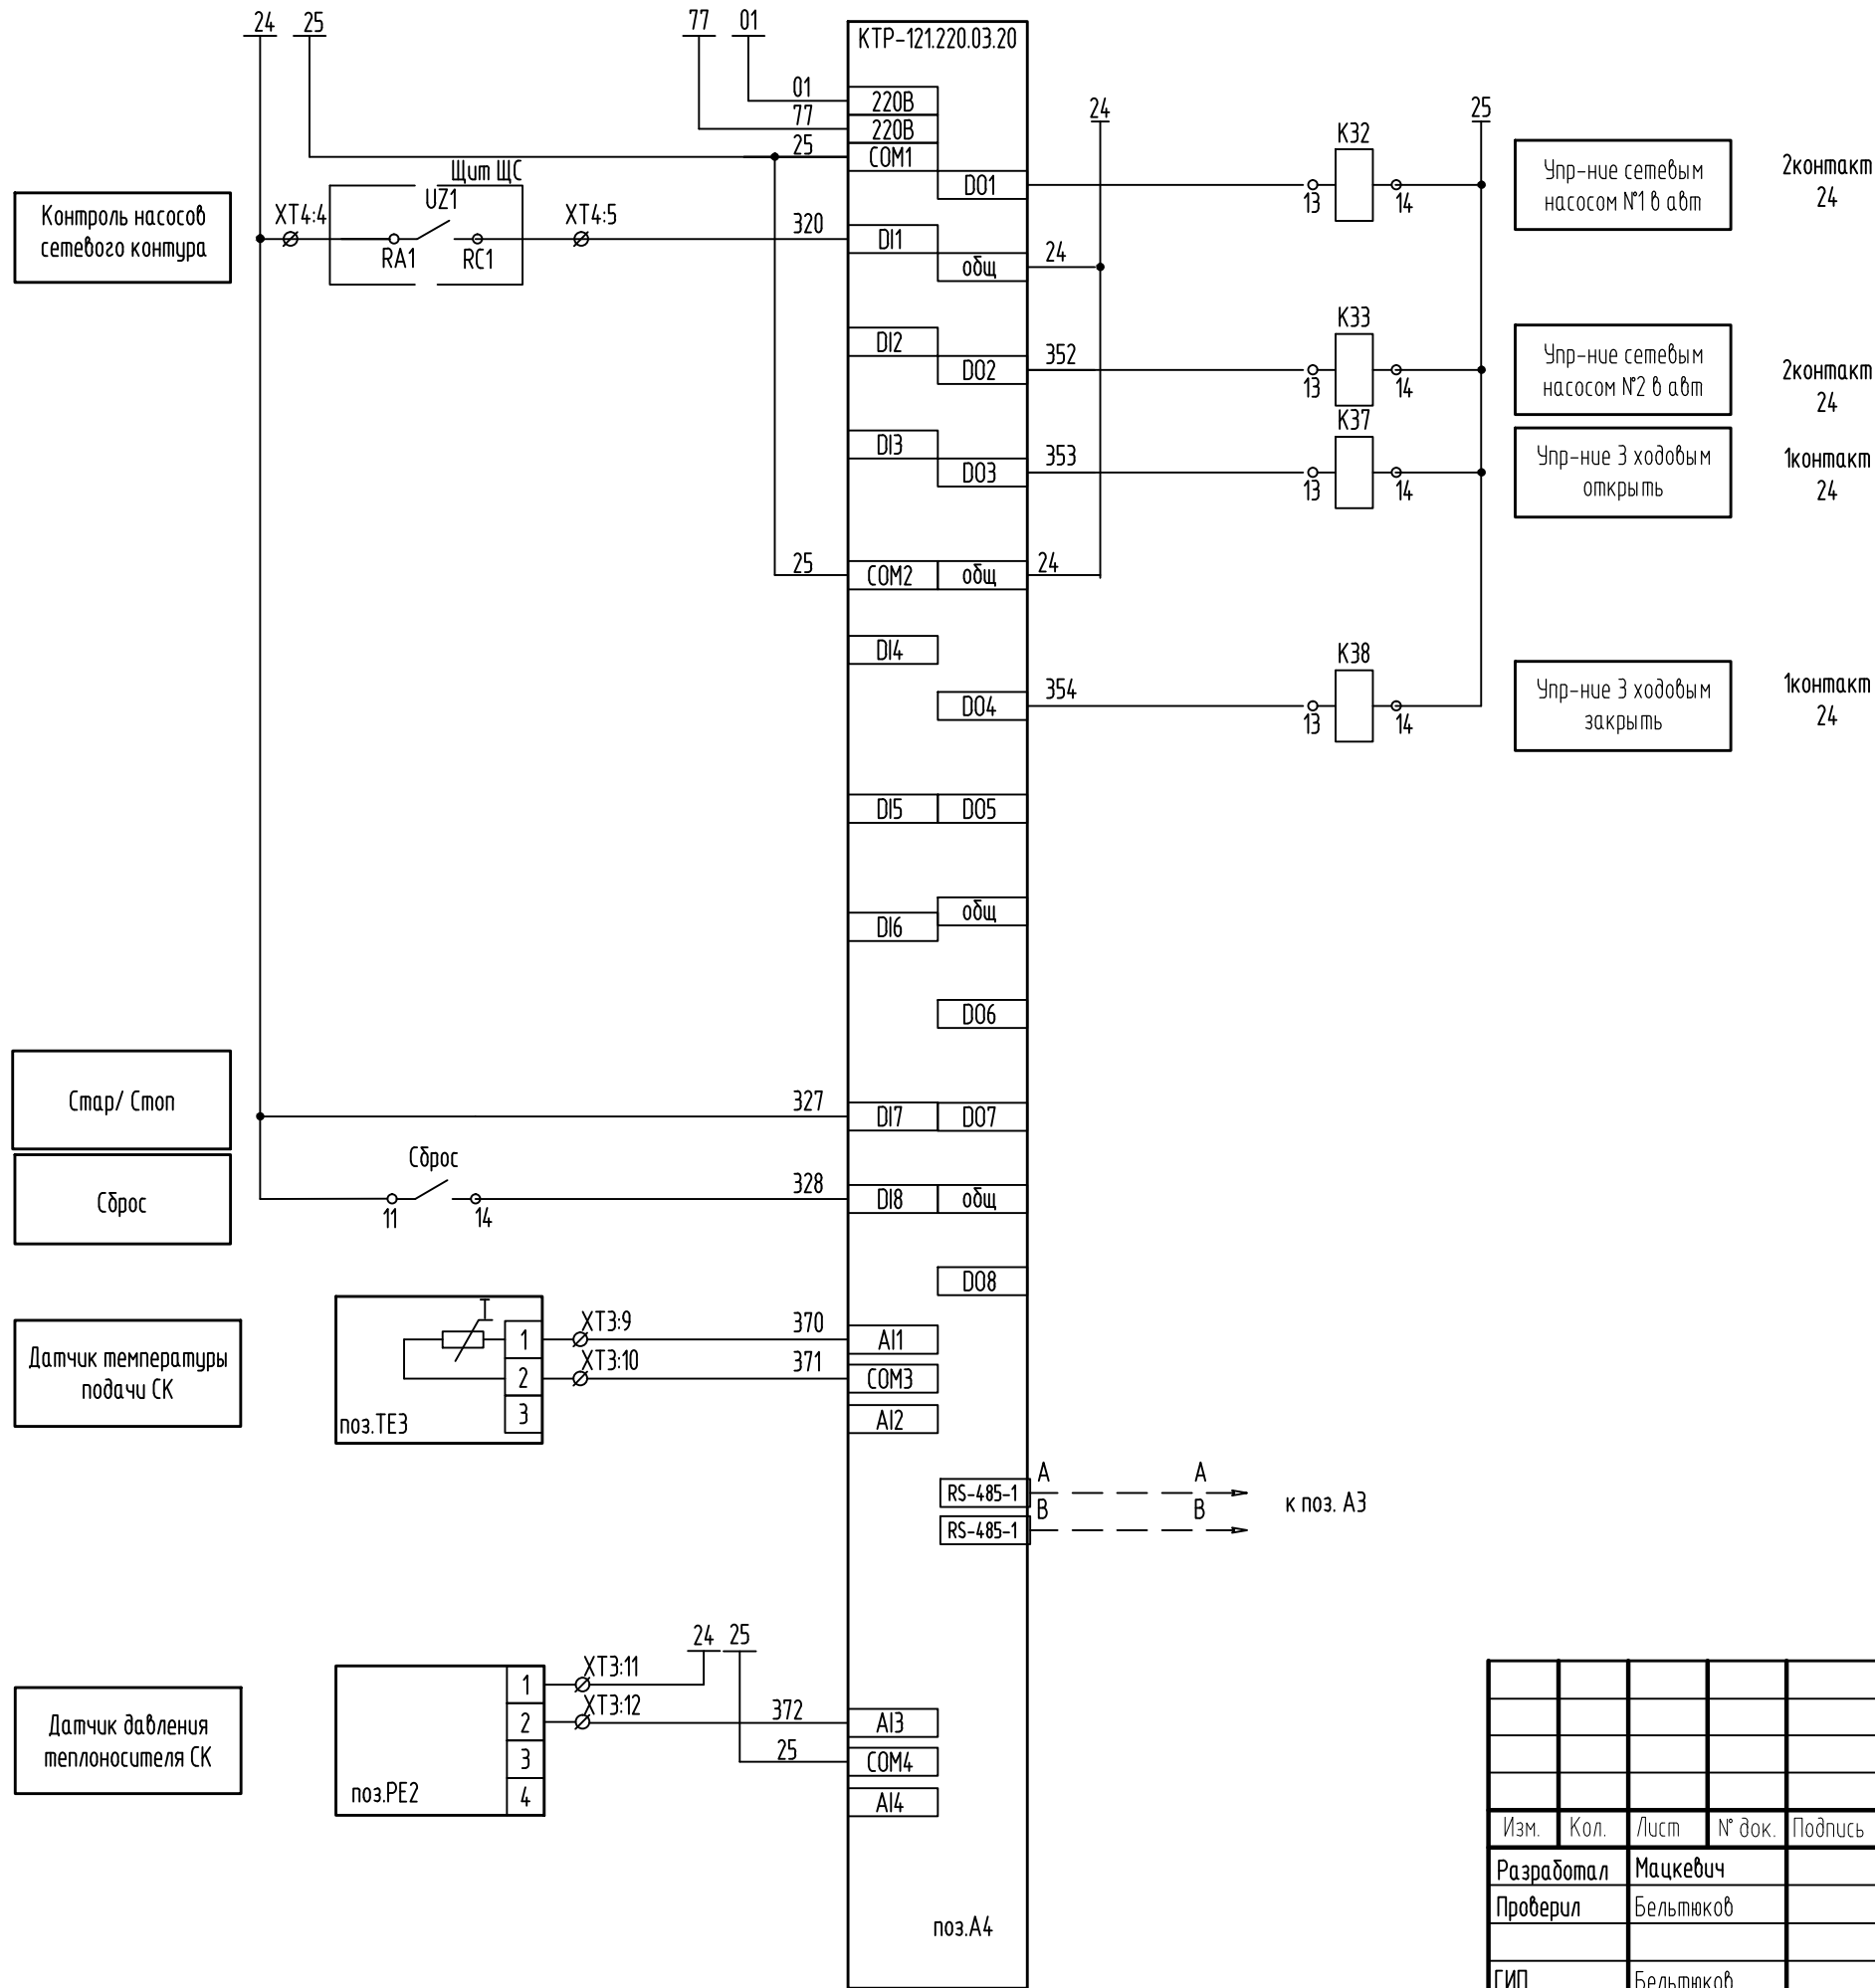 24
25
77
01
КТР-121.220.03.20
01
220В
77
220В
25
COM1
DO1
24
25
К32
13
14
Упр-ние сетевым
насосом №1 в авт
2контакт
24
Контроль насосов
сетевого контура
XT4:4
Щит ЩС
UZ1
RA1
RC1
XT4:5
320
DI1
общ
24
DI2
DO2
352
К33
13
14
Упр-ние сетевым
насосом №2 в авт
2контакт
24
DI3
DO3
353
К37
13
14
Упр-ние 3 ходовым
открыть
1контакт
24
25
COM2
общ
24
DI4
DO4
354
К38
13
14
Упр-ние 3 ходовым
закрыть
1контакт
24
DI5
DO5
общ
DI6
DO6
Стар/ Стоп
327
DI7
DO7
Сброс
Сброс
11
14
328
DI8
общ
DO8
Датчик температуры
подачи СК
1
2
3
поз.ТЕ3
XT3:9
XT3:10
370
371
AI1
COM3
AI2
RS-485-1
A
A
RS-485-1
B
B
к поз. А3
Датчик давления
теплоносителя СК
1
2
3
4
поз.РЕ2
XT3:11
XT3:12
24
25
372
25
AI3
COM4
AI4
поз.А4
Изм.
Кол.
Лист
№ док.
Подпись
Разработал
Мацкевич
Проверил
Бельтюков
ГИП
Бельтюков